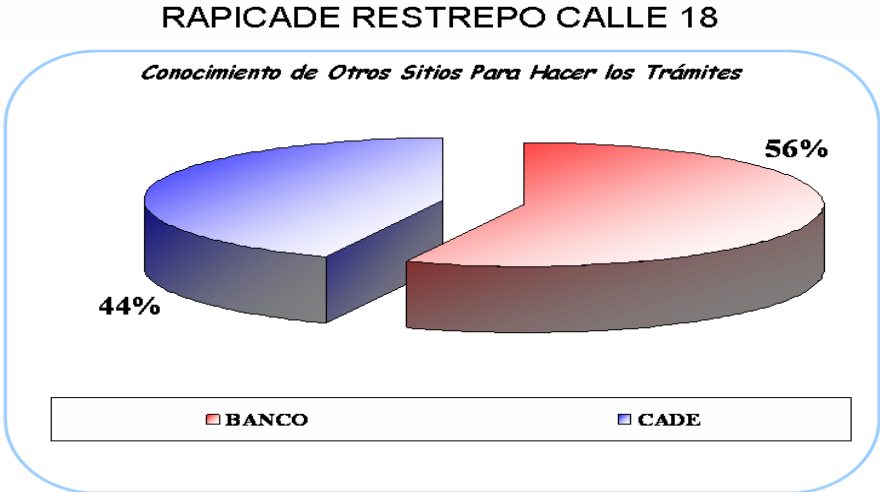 RAPICADE RESTREPO CALLE 18
Conocimiento de Otros Sitios Para Hacer los Trámites
56%
44%
BANCO CADE